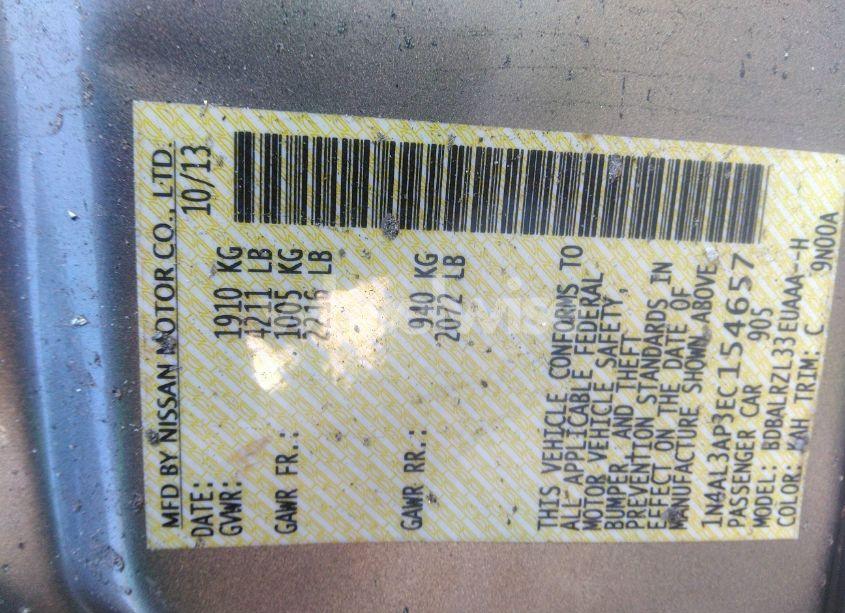 MFD BY NISSAN MOTOR CO., LTD.
DATE: 10/13
GVWR: 1910 KG
4211 LB
GAWR FR.: 1005 KG
2216 LB
GAWR RR.: 940 KG
2072 LB
THIS VEHICLE CONFORMS TO
ALL APPLICABLE FEDERAL
MOTOR VEHICLE SAFETY,
BUMPER, AND THEFT
PREVENTION STANDARDS IN
EFFECT ON THE DATE OF
MANUFACTURE SHOWN ABOVE
1N4AL3AP3EC154657
PASSENGER CAR 905
MODEL: BDBALRZL33EUAAA--H
COLOR: KAH TRIM: C 9N00A